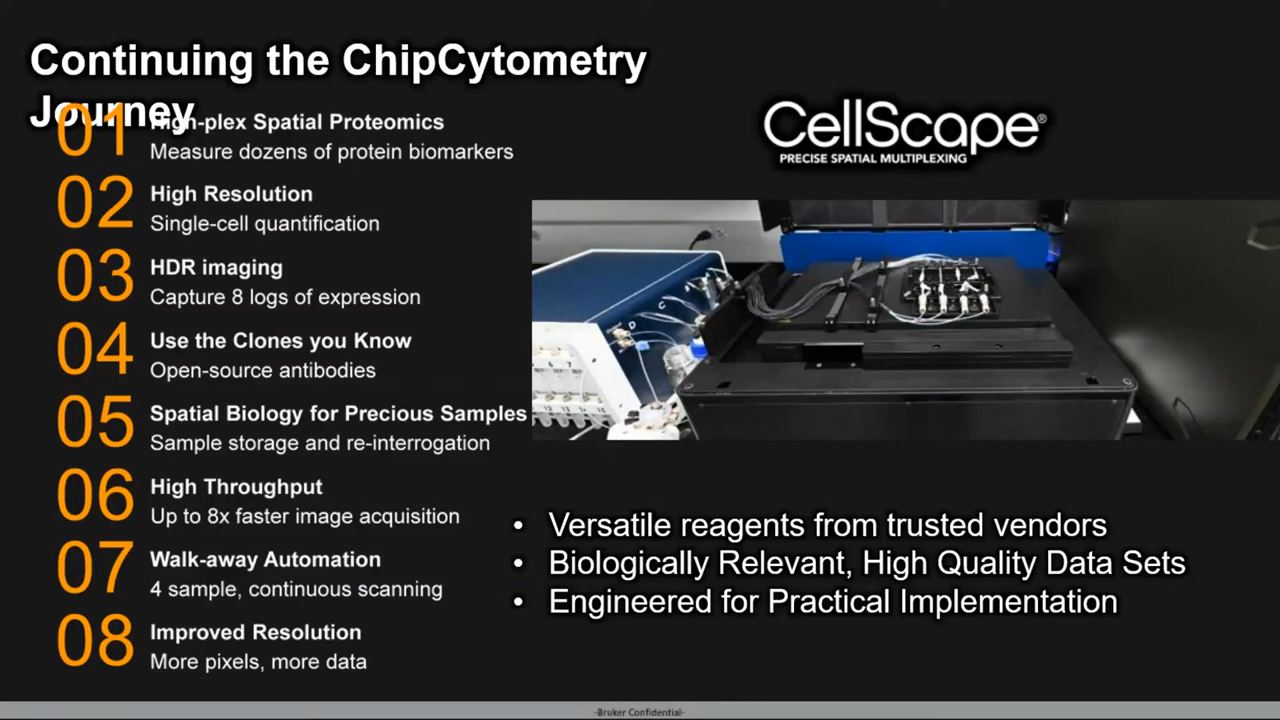 Continuing the ChipCytometry
Journey
01
High-plex Spatial Proteomics
Measure dozens of protein biomarkers
02
High Resolution
Single-cell quantification
03
HDR imaging
Capture 8 logs of expression
04
Use the Clones you Know
Open-source antibodies
05
Spatial Biology for Precious Samples
Sample storage and re-interrogation
06
High Throughput
Up to 8x faster image acquisition
07
Walk-away Automation
4 sample, continuous scanning
08
Improved Resolution
More pixels, more data
CellScape®
PRECISE SPATIAL MULTIPLEXING
C
D
• Versatile reagents from trusted vendors
• Biologically Relevant, High Quality Data Sets
• Engineered for Practical Implementation
-Bruker Confidential-